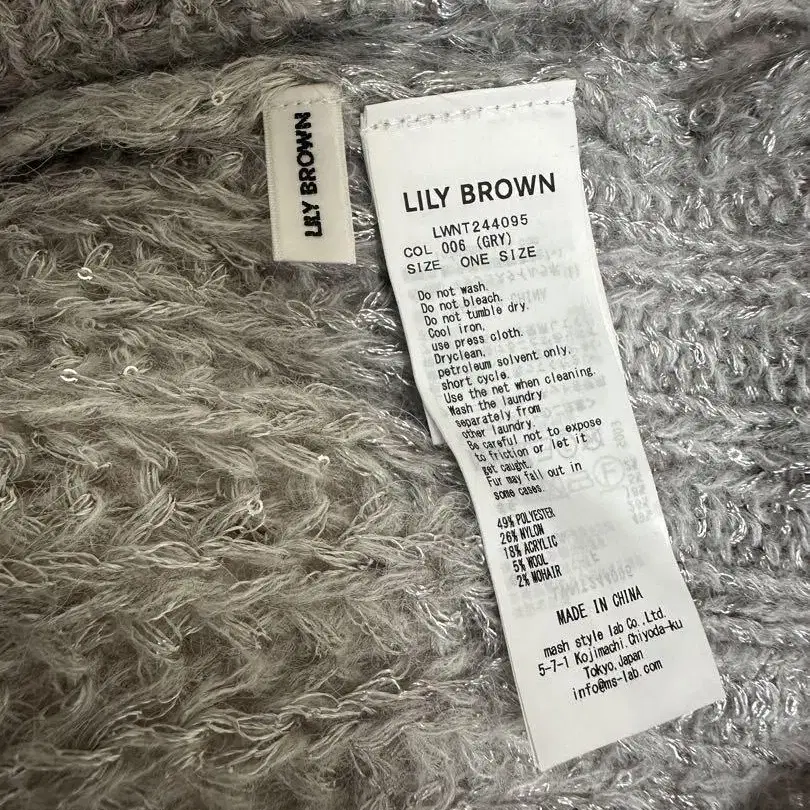 LILY BROWN
LILY BROWN
LWNT244095
COL 006 (GRY)
SIZE ONE SIZE
Do not wash.
Do not bleach.
Do not tumble dry.
Cool iron.
use press cloth.
Dryclean.
petroleum solvent only.
short cycle.
Use the net when cleaning.
Wash the laundry
separately from
other laundry.
Be careful not to expose
to friction or let it
get caught.
Fur may fall out in
some cases.
49% POLYESTER
26% NYLON
18% ACRYLIC
5% WOOL
2% MOHAIR
MADE IN CHINA
mash style lab Co.,Ltd.
5-7-1 Kojimachi,Chiyoda-ku
Tokyo,Japan
info@ms-lab.com